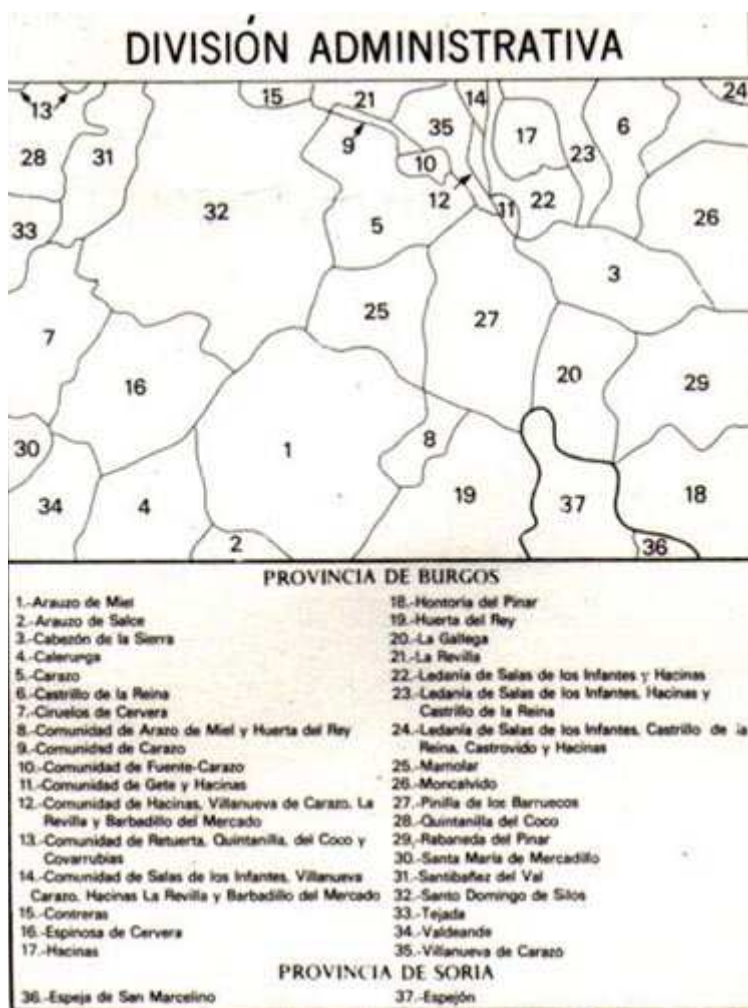 DIVISIÓN ADMINISTRATIVA
13
15
21
14
24
28
31
9
35
17
23
6
10
32
12
11
22
26
33
5
3
7
25
27
16
20
29
30
8
1
34
4
19
37
18
2
36
PROVINCIA DE BURGOS
1.-Arauzo de Miel
2.-Arauzo de Salce
3.-Cabezón de la Sierra
4.-Caleruega
5.-Carazo
6.-Castrillo de la Reina
7.-Ciruelos de Cervera
8.-Comunidad de Arazo de Miel y Huerta del Rey
9.-Comunidad de Carazo
10.-Comunidad de Fuente-Carazo
11.-Comunidad de Gete y Hacinas
12.-Comunidad de Hacinas, Villanueva de Carazo, La
Revilla y Barbadillo del Mercado
13.-Comunidad de Retuerta, Quintanilla, del Coco y
Covarrubias
14.-Comunidad de Salas de los Infantes, Villanueva
Carazo, Hacinas La Revilla y Barbadillo del Mercado
15.-Contreras
16.-Espinosa de Cervera
17.-Hacinas
18.-Hontoria del Pinar
19.-Huerta del Rey
20.-La Gallega
21.-La Revilla
22.-Ledanía de Salas de los Infantes y Hacinas
23.-Ledanía de Salas de los Infantes, Hacinas y
Castrillo de la Reina
24.-Ledanía de Salas de los Infantes, Castrillo de la
Reina, Castrovido y Hacinas
25.-Mamolar
26.-Moncalvido
27.-Pinilla de los Barruecos
28.-Quintanilla del Coco
29,-Rabaneda del Pinar
30.-Santa María de Mercadillo
31.-Santibañez del Val
32.-Santo Domingo de Silos
33.-Tejada
34.-Valdeande
35.-Villanueva de Carazo
PROVINCIA DE SORIA
36.-Espeja de San Marcelino
37.-Espejón